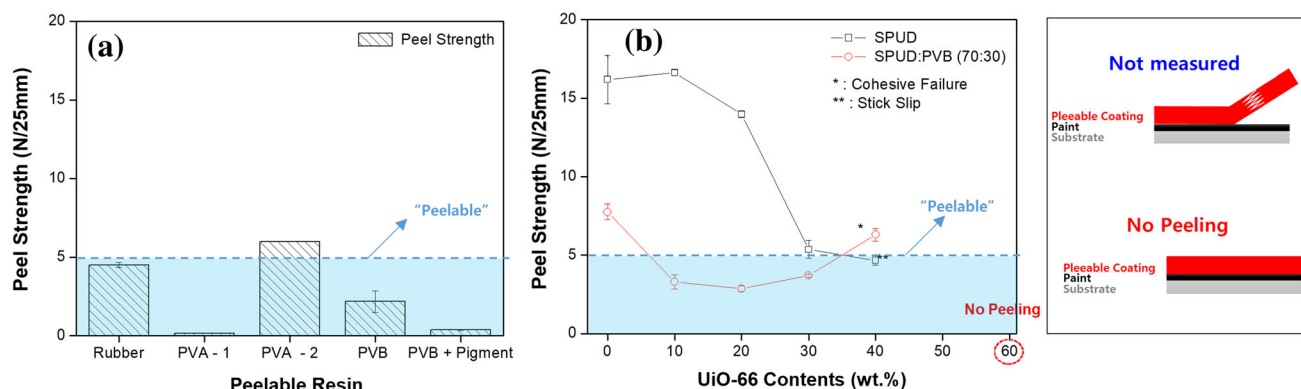 (a)
Peel Strength
Peel Strength (N/25mm)
20
15
10
5
0
"Peelable"
Rubber
PVA - 1
PVA - 2
PVB
PVB + Pigment
Peelable Resin
(b)
SPUD
SPUD:PVB (70:30)
* : Cohesive Failure
** : Stick Slip
Peel Strength (N/25mm)
20
15
10
5
0
"Peelable"
*
**
No Peeling
0
10
20
30
40
50
60
UiO-66 Contents (wt.%)
Not measured
Pleeable Coating
Paint
Substrate
No Peeling
Pleeable Coating
Paint
Substrate